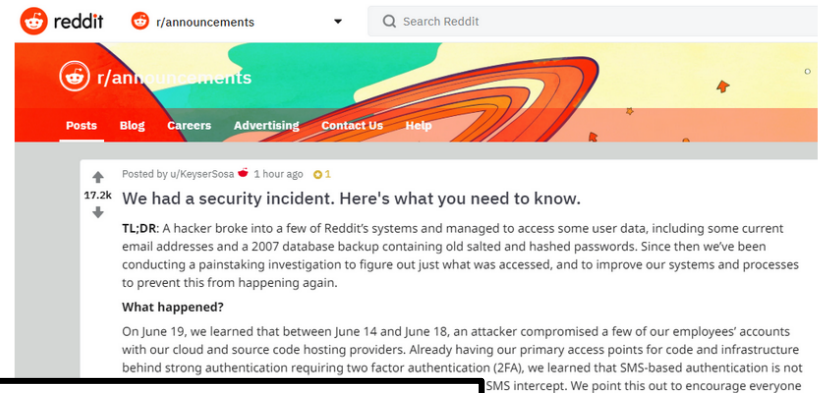 reddit r/announcements Search Reddit
r/announcements
Posts Blog Careers Advertising Contact Us Help
Posted by u/KeyserSosa 1 hour ago 1
17.2k We had a security incident. Here's what you need to know.
TL;DR: A hacker broke into a few of Reddit's systems and managed to access some user data, including some current
email addresses and a 2007 database backup containing old salted and hashed passwords. Since then we've been
conducting a painstaking investigation to figure out just what was accessed, and to improve our systems and processes
to prevent this from happening again.
What happened?
On June 19, we learned that between June 14 and June 18, an attacker compromised a few of our employees' accounts
with our cloud and source code hosting providers. Already having our primary access points for code and infrastructure
behind strong authentication requiring two factor authentication (2FA), we learned that SMS-based authentication is not
SMS intercept. We point this out to encourage everyone